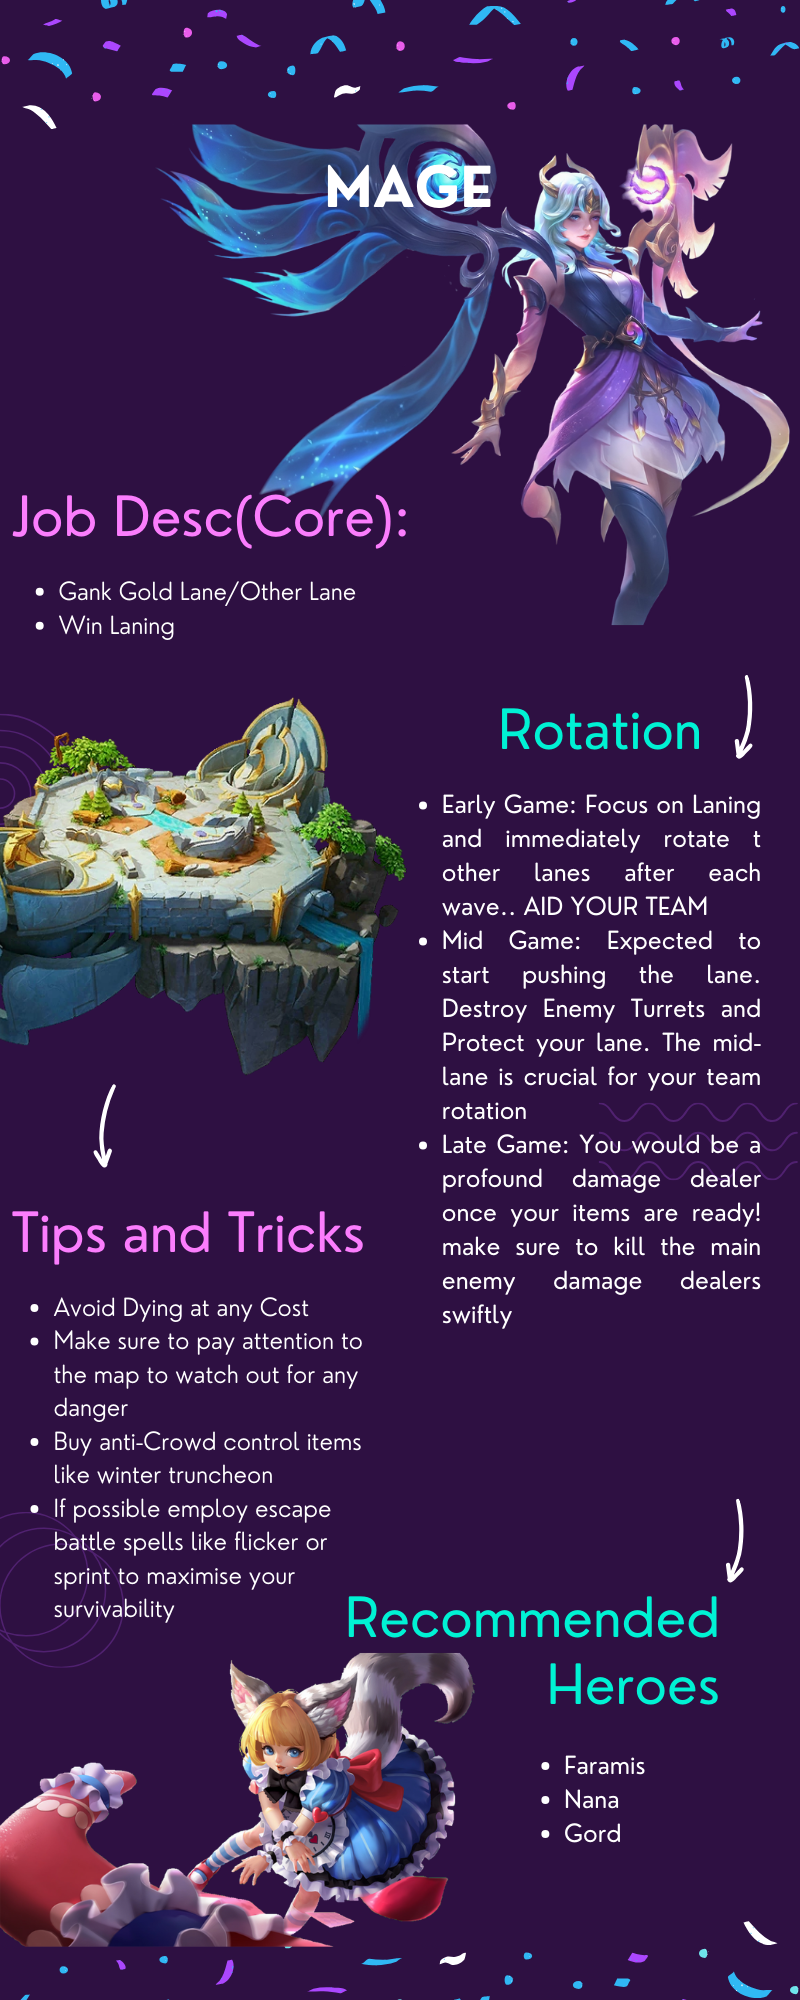 MAGE
Job Desc(Core):
• Gank Gold Lane/Other Lane
• Win Laning
Rotation
• Early Game: Focus on Laning
and immediately rotate t
other lanes after each
wave.. AID YOUR TEAM
• Mid Game: Expected to
start pushing the lane.
Destroy Enemy Turrets and
Protect your lane. The mid-
lane is crucial for your team
rotation
• Late Game: You would be a
profound damage dealer
once your items are ready!
make sure to kill the main
enemy damage dealers
swiftly
Tips and Tricks
• Avoid Dying at any Cost
• Make sure to pay attention to
the map to watch out for any
danger
• Buy anti-Crowd control items
like winter truncheon
• If possible employ escape
battle spells like flicker or
sprint to maximise your
survivability
Recommended
Heroes
• Faramis
• Nana
• Gord